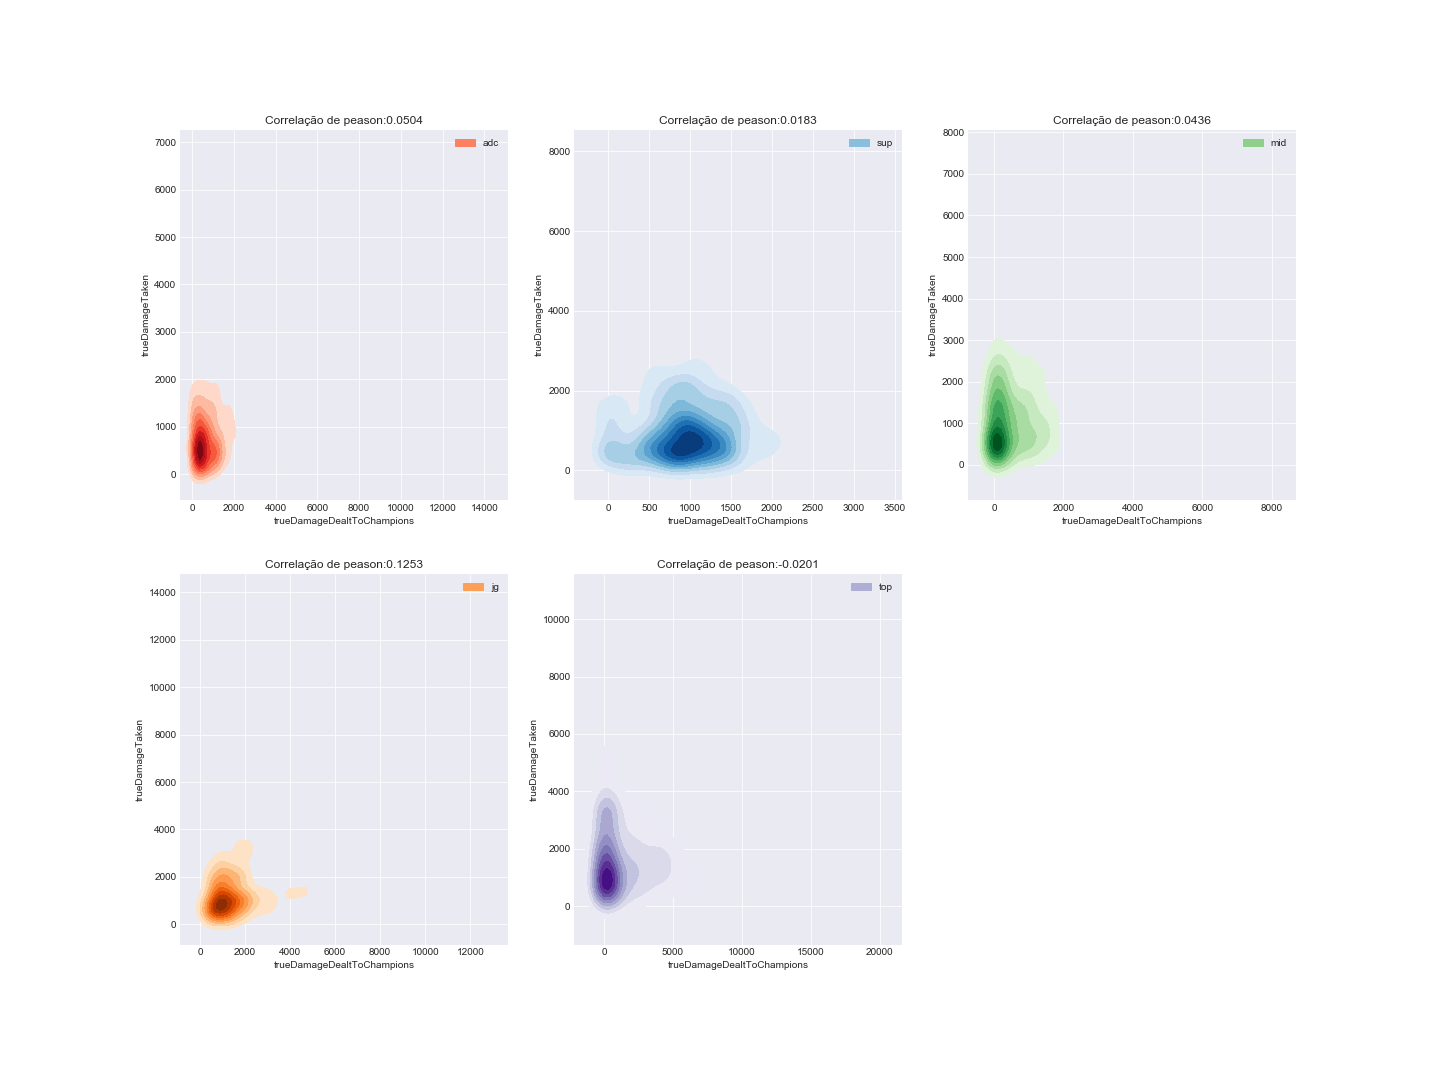 Correlação de peason:0.0504
adc
7000
6000
5000
4000
3000
2000
1000
0
trueDamageTaken
0 2000 4000 6000 8000 10000 12000 14000
trueDamageDealtToChampions
Correlação de peason:0.0183
sup
8000
6000
4000
2000
0
trueDamageTaken
0 500 1000 1500 2000 2500 3000 3500
trueDamageDealtToChampions
Correlação de peason:0.0436
mid
8000
7000
6000
5000
4000
3000
2000
1000
0
trueDamageTaken
0 2000 4000 6000 8000
trueDamageDealtToChampions
Correlação de peason:0.1253
jg
14000
12000
10000
8000
6000
4000
2000
0
trueDamageTaken
0 2000 4000 6000 8000 10000 12000
trueDamageDealtToChampions
Correlação de peason:-0.0201
top
10000
8000
6000
4000
2000
0
trueDamageTaken
0 5000 10000 15000 20000
trueDamageDealtToChampions